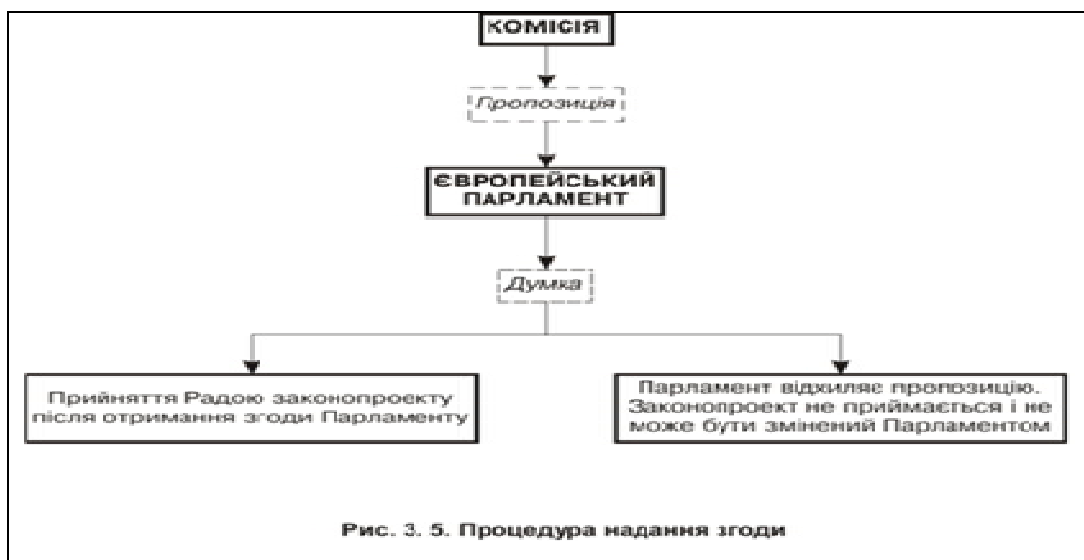 КОМІСІЯ
Пропозиція
ЄВРОПЕЙСЬКИЙ
ПАРЛАМЕНТ
Думка
Прийняття Радою законопроекту
після отримання згоди Парламенту
Парламент відхиляє пропозицію.
Законопроект не приймається і не
може бути змінений Парламентом
Рис. 3. 5. Процедура надання згоди